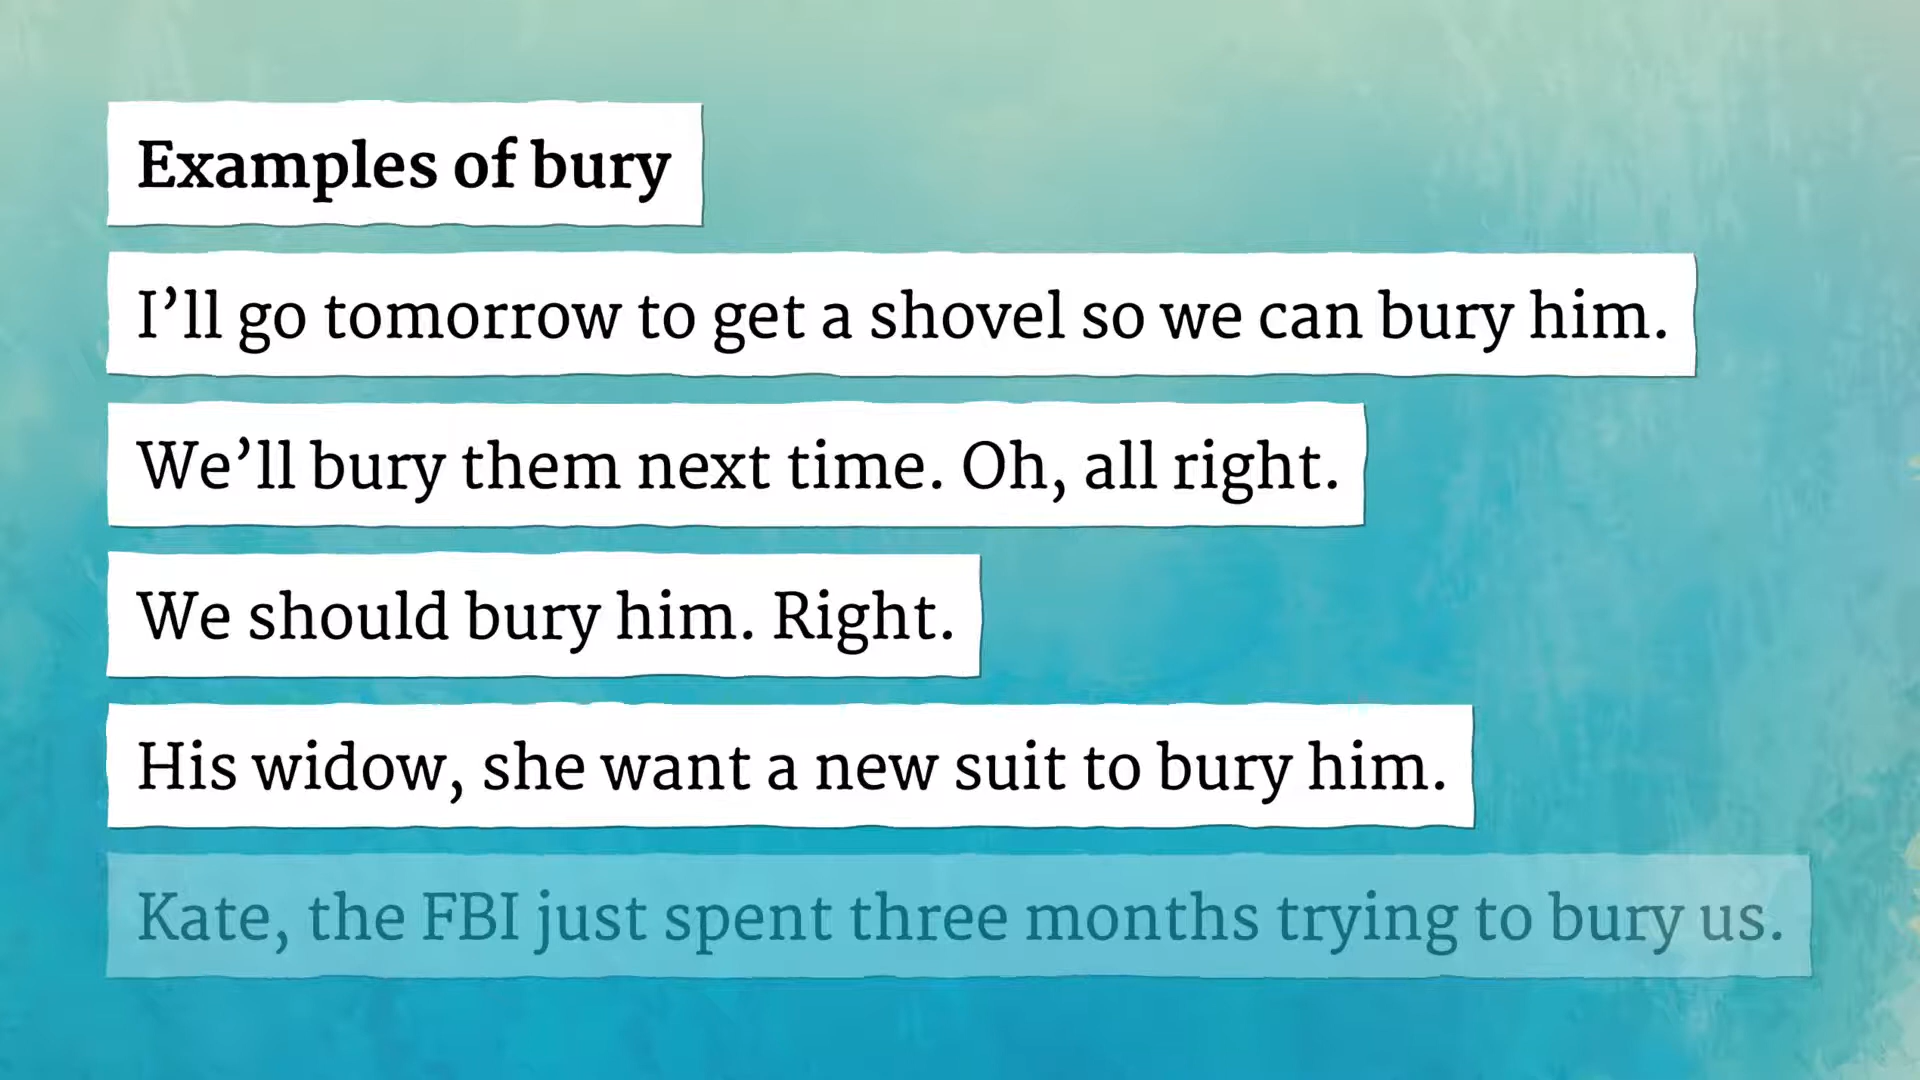 Examples of bury
I’ll go tomorrow to get a shovel so we can bury him.
We’ll bury them next time. Oh, all right.
We should bury him. Right.
His widow, she want a new suit to bury him.
Kate, the FBI just spent three months trying to bury us.